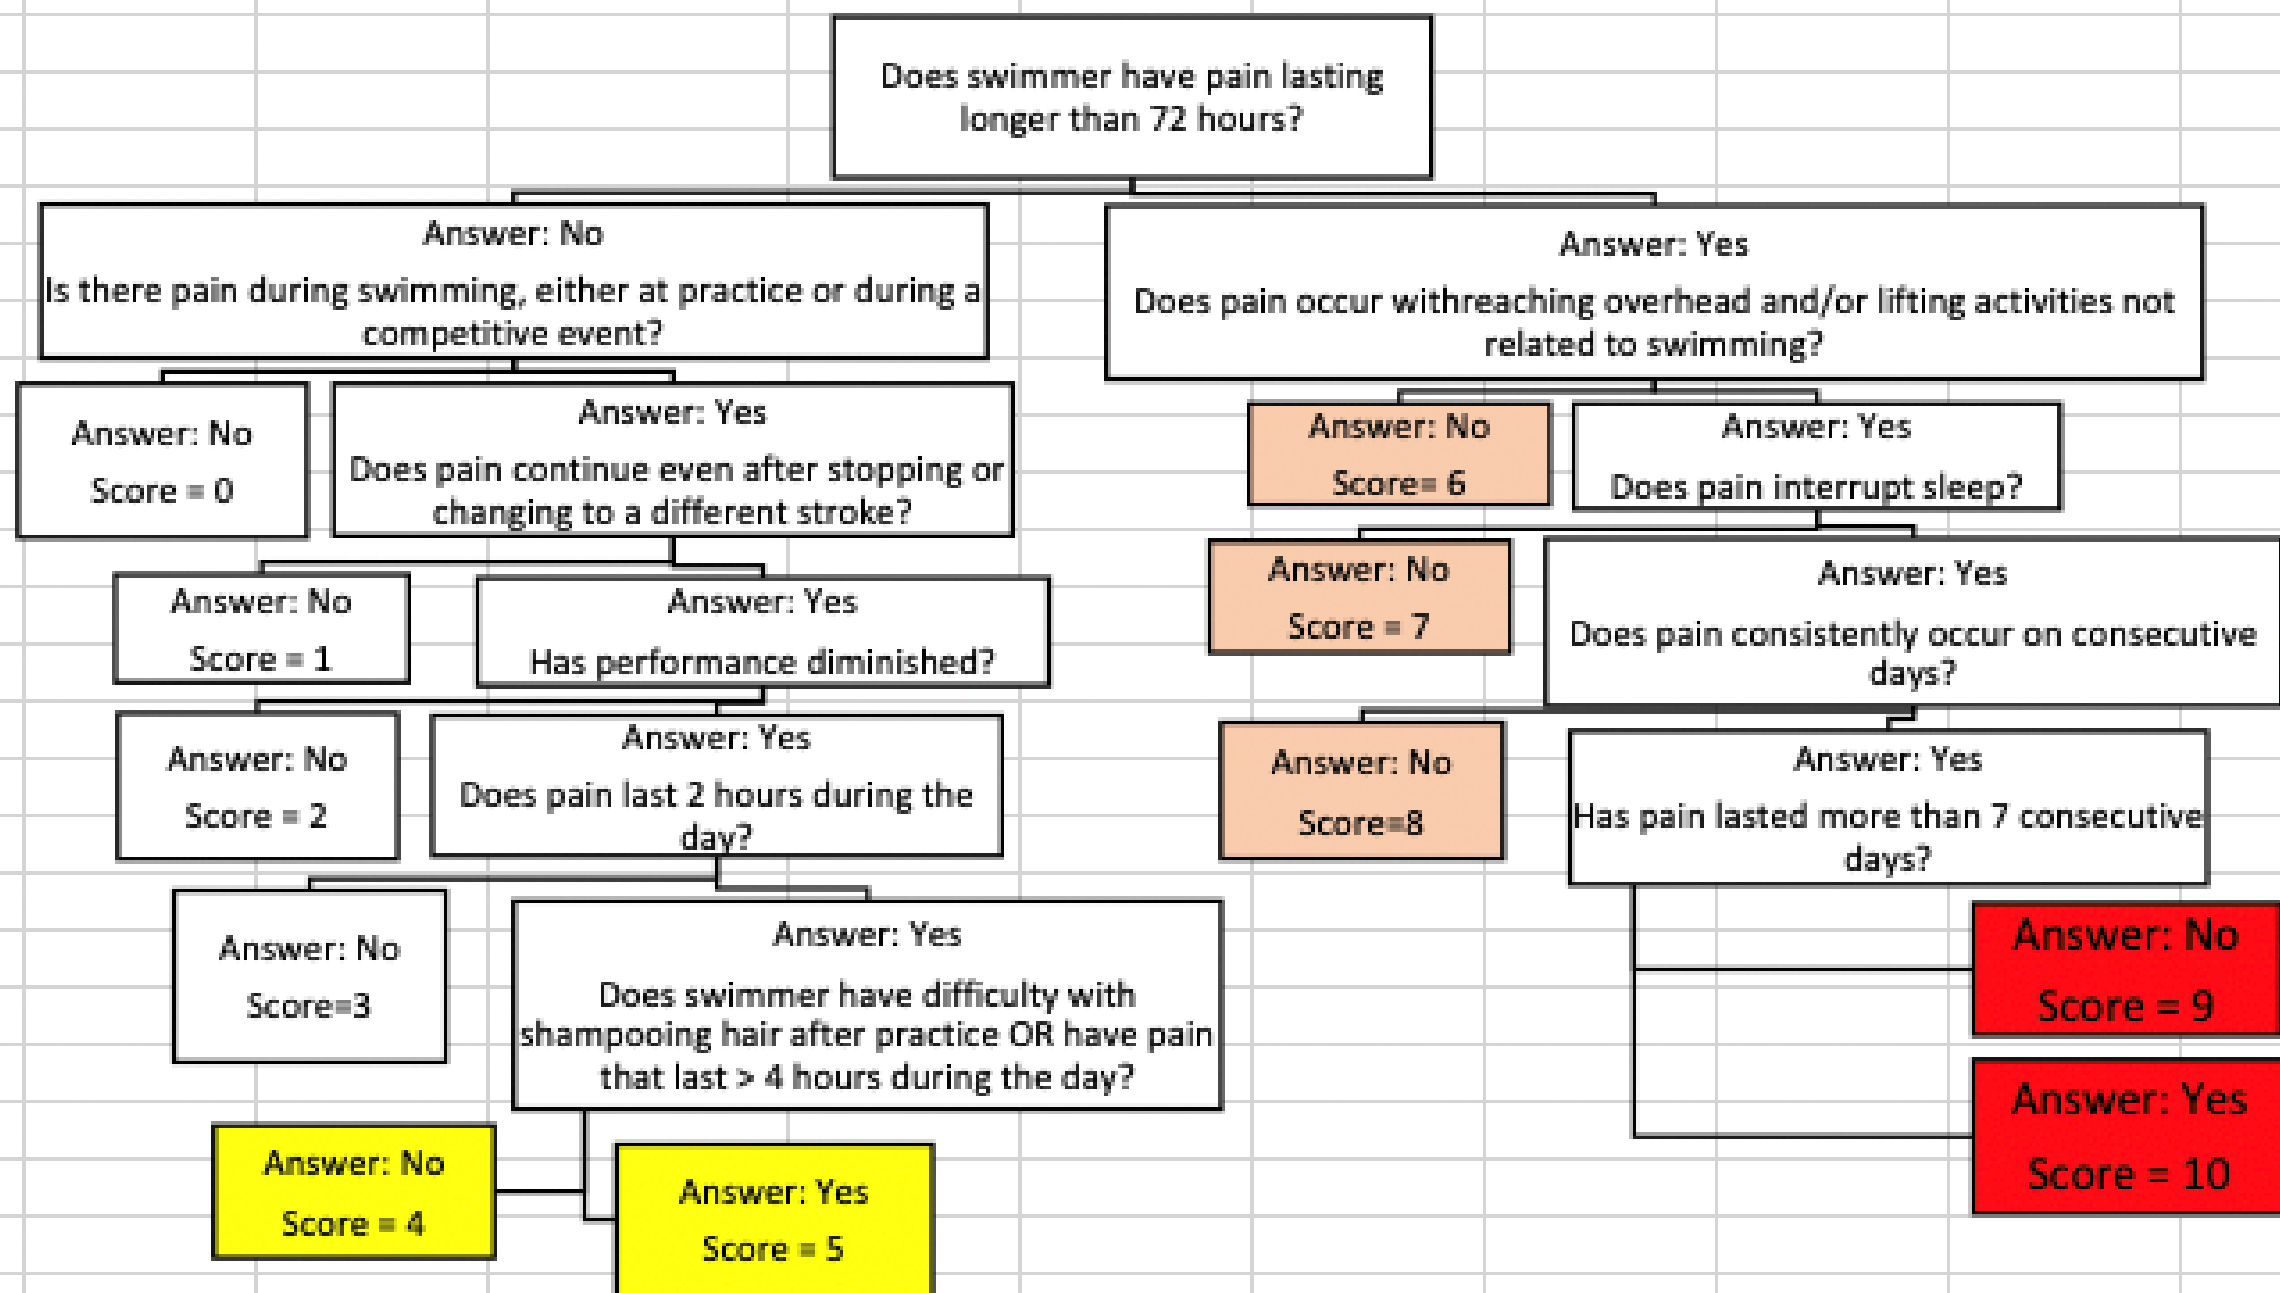 Does swimmer have pain lasting
longer than 72 hours?
Answer: No
Is there pain during swimming, either at practice or during a
competitive event?
Answer: Yes
Does pain occur withreaching overhead and/or lifting activities not
related to swimming?
Answer: No
Score = 0
Answer: Yes
Does pain continue even after stopping or
changing to a different stroke?
Answer: No
Score= 6
Answer: Yes
Does pain interrupt sleep?
Answer: No
Score = 1
Answer: Yes
Has performance diminished?
Answer: No
Score = 7
Answer: Yes
Does pain consistently occur on consecutive
days?
Answer: No
Score = 2
Answer: Yes
Does pain last 2 hours during the
day?
Answer: No
Score=8
Answer: Yes
Has pain lasted more than 7 consecutive
days?
Answer: No
Score=3
Answer: Yes
Does swimmer have difficulty with
shampooing hair after practice OR have pain
that last > 4 hours during the day?
Answer: No
Score = 9
Answer: Yes
Score = 10
Answer: No
Score = 4
Answer: Yes
Score = 5